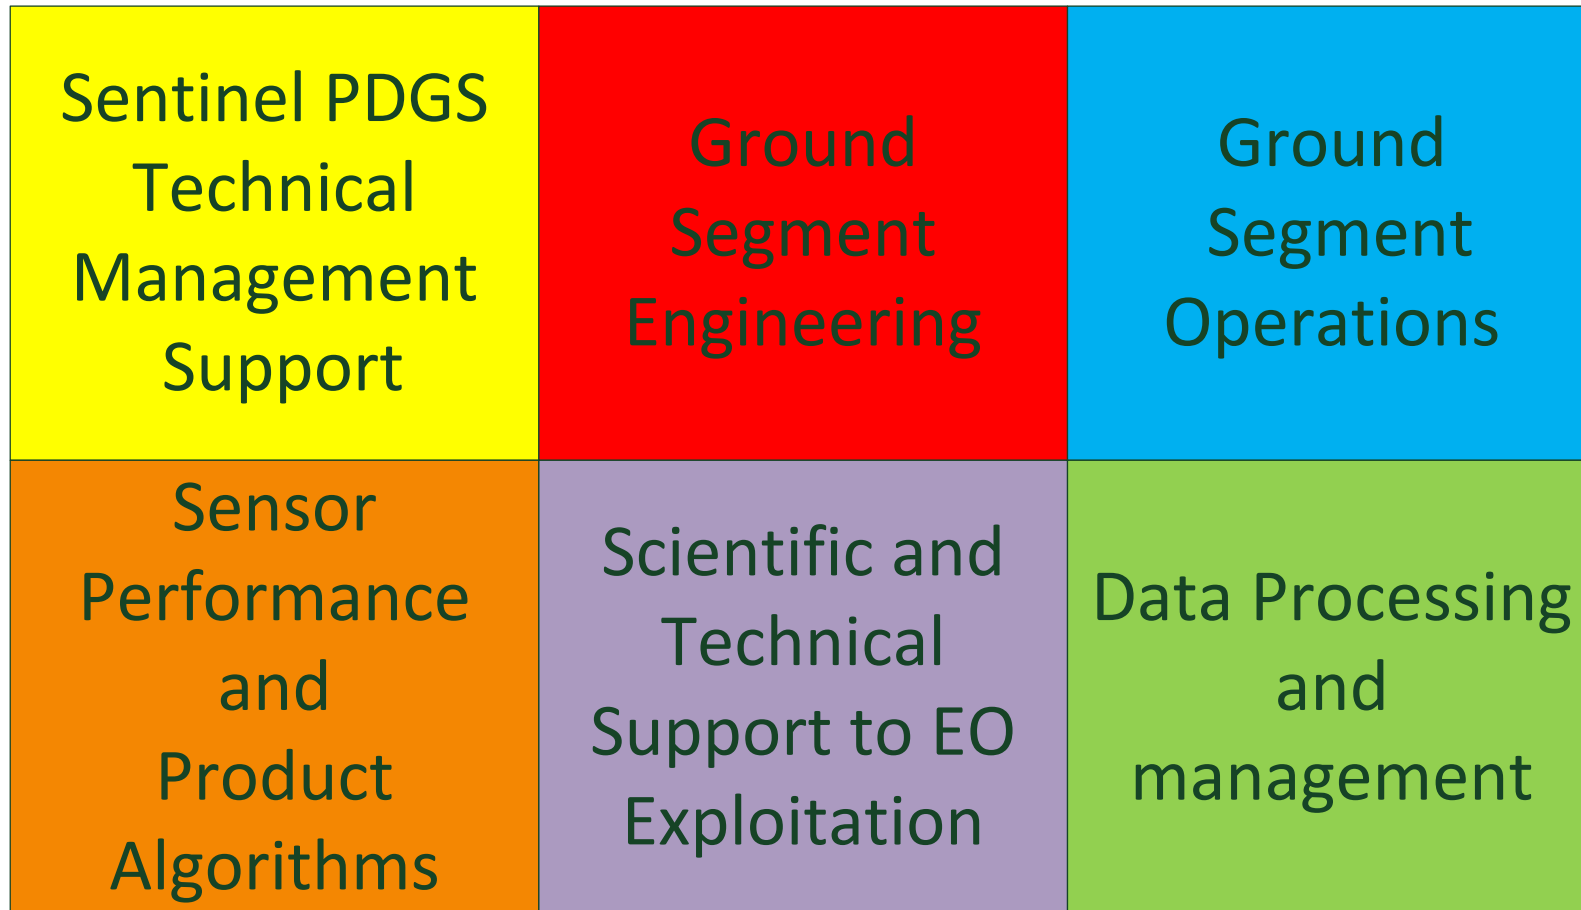 Sentinel PDGS
Technical
Management
Support
Ground
Segment
Engineering
Ground
Segment
Operations
Sensor
Performance
and
Product
Algorithms
Scientific and
Technical
Support to EO
Exploitation
Data Processing
and
management